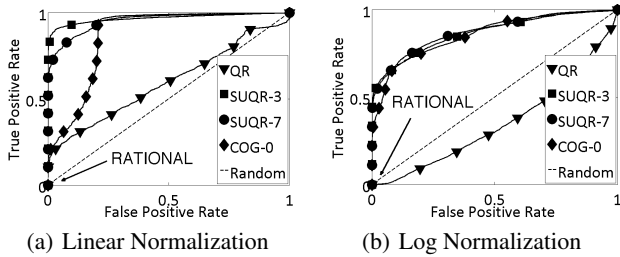 1
True Positive Rate
0.5
0
QR
SUQR-3
SUQR-7
COG-0
Random
RATIONAL
0.5
1
False Positive Rate
(a) Linear Normalization
1
True Positive Rate
0.5
0
QR
SUQR-3
SUQR-7
COG-0
Random
RATIONAL
0.5
1
False Positive Rate
(b) Log Normalization